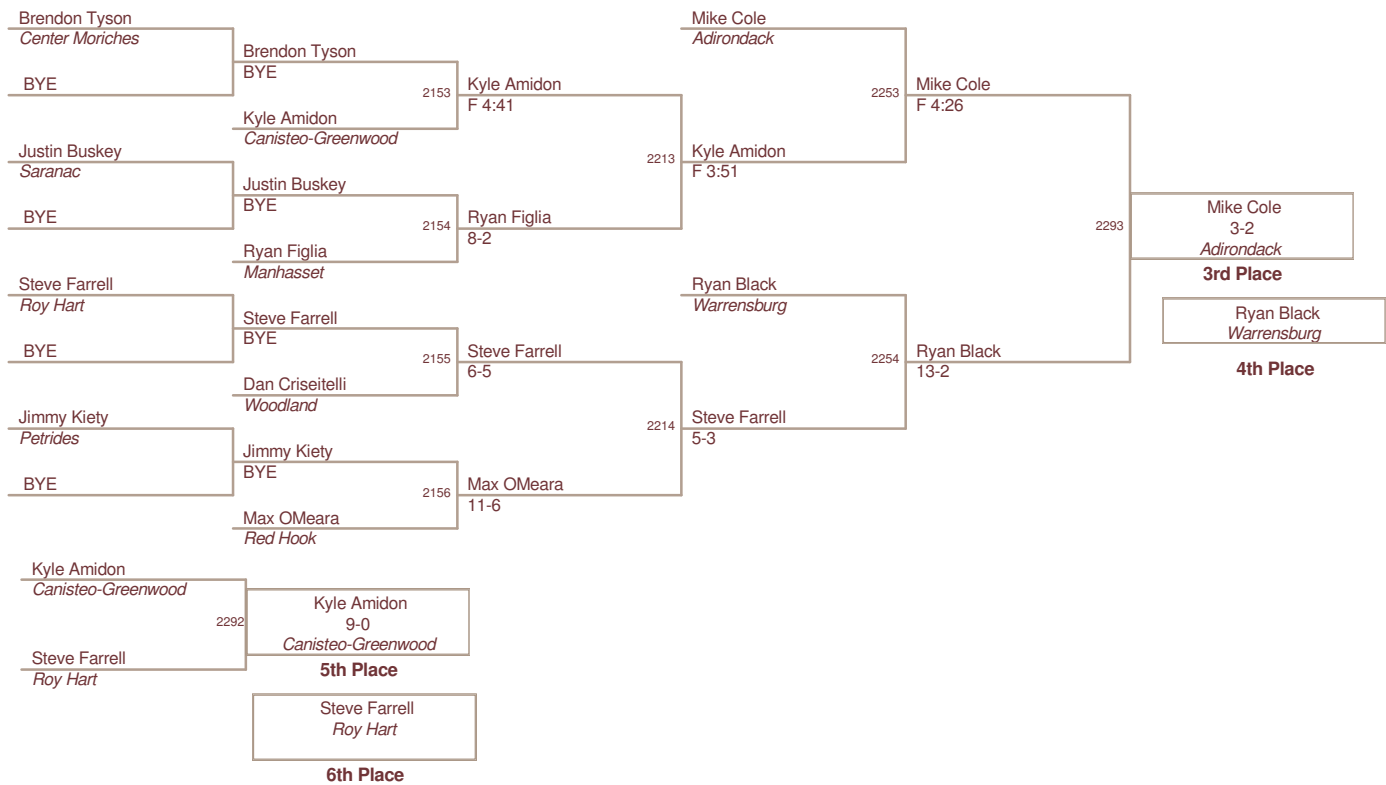 Brendon Tyson
Center Moriches
BYE
Justin Buskey
Saranac
BYE
Steve Farrell
Roy Hart
BYE
Jimmy Kiety
Petrides
BYE
Brendon Tyson
BYE
2153
Kyle Amidon
Canisteo-Greenwood
Justin Buskey
BYE
2154
Ryan Figlia
Manhasset
Steve Farrell
BYE
2155
Dan Criseitelli
Woodland
Jimmy Kiety
BYE
2156
Max OMeara
Red Hook
Kyle Amidon
F 4:41
2213
Ryan Figlia
8-2
Steve Farrell
6-5
2214
Max OMeara
11-6
Mike Cole
Adirondack
2253
Kyle Amidon
F 3:51
Ryan Black
Warrensburg
2254
Steve Farrell
5-3
Mike Cole
F 4:26
2293
Ryan Black
13-2
Mike Cole
3-2
Adirondack
3rd Place
Ryan Black
Warrensburg
4th Place
Kyle Amidon
Canisteo-Greenwood
2292
Steve Farrell
Roy Hart
Kyle Amidon
9-0
Canisteo-Greenwood
5th Place
Steve Farrell
Roy Hart
6th Place